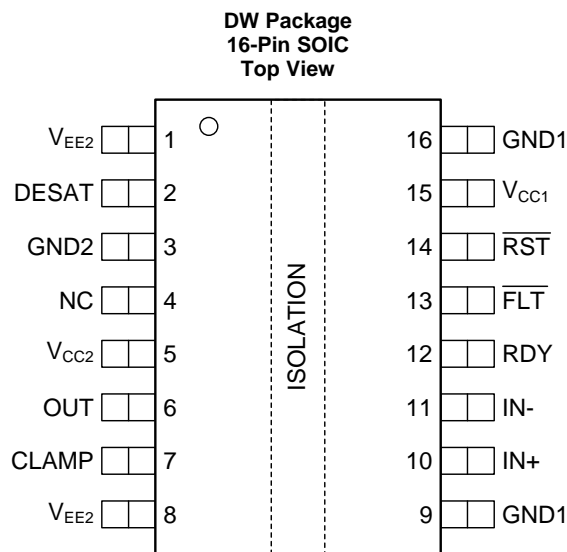 DW Package
16-Pin SOIC
Top View
VEE2 1 16 GND1
DESAT 2 15 VCC1
GND2 3 14 R̅S̅T̅
NC 4 13 F̅L̅T̅
VCC2 5 12 RDY
OUT 6 11 IN-
CLAMP 7 10 IN+
VEE2 8 9 GND1
ISOLATION